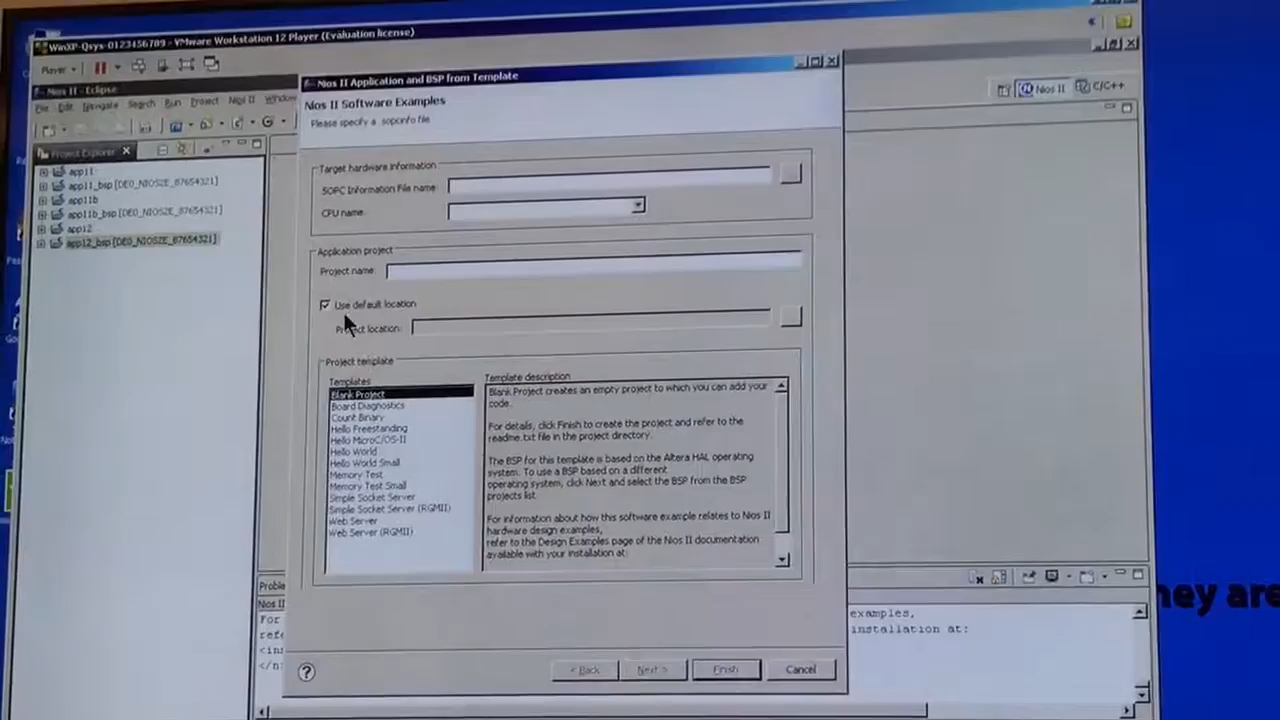 WinXP-Qsys-0123456789 - VMware Workstation 12 Player (Evaluation license)
Player
Nios II - Eclipse
File Edit Navigate Search Run Project Nios II Window
Nios II C/C++
Project Explorer
app11
app11_bsp [DE0_NIOS2E_87654321]
app11b
app11b_bsp [DE0_NIOS2E_87654321]
app12
app12_bsp [DE0_NIOS2E_87654321]
Nios II Application and BSP from Template
Nios II Software Examples
Please specify a .sopcinfo file
Target hardware information
SOPC Information File name:
CPU name:
Application project
Project name:
Use default location
Project location:
Project template
Templates
Blank Project
Board Diagnostics
Count Binary
Hello Freestanding
Hello MicroC/OS-II
Hello World
Hello World Small
Memory Test
Memory Test Small
Simple Socket Server
Simple Socket Server (RGMII)
Web Server
Web Server (RGMII)
Template description
Blank Project creates an empty project to which you can add your
code.
For details, click Finish to create the project and refer to the
readme.txt file in the project directory.
The BSP for this template is based on the Altera HAL operating
system. To use a BSP based on a different
operating system, click Next and select the BSP from the BSP
projects list.
For information about how this software example relates to Nios II
hardware design examples,
refer to the Design Examples page of the Nios II documentation
available with your installation at:
? < Back Next > Finish Cancel
Proble
Nios II
For
examples,
refe
installation at:
<ins
</n
hey are